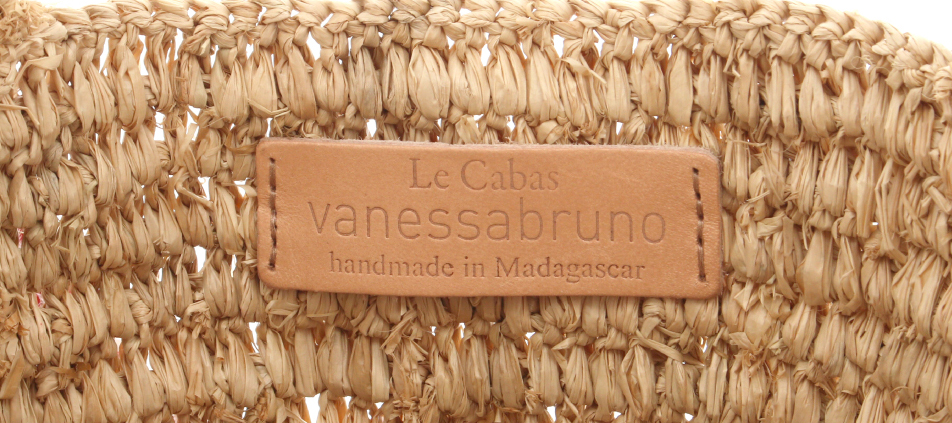 Le Cabas
vanessabruno
handmade in Madagascar